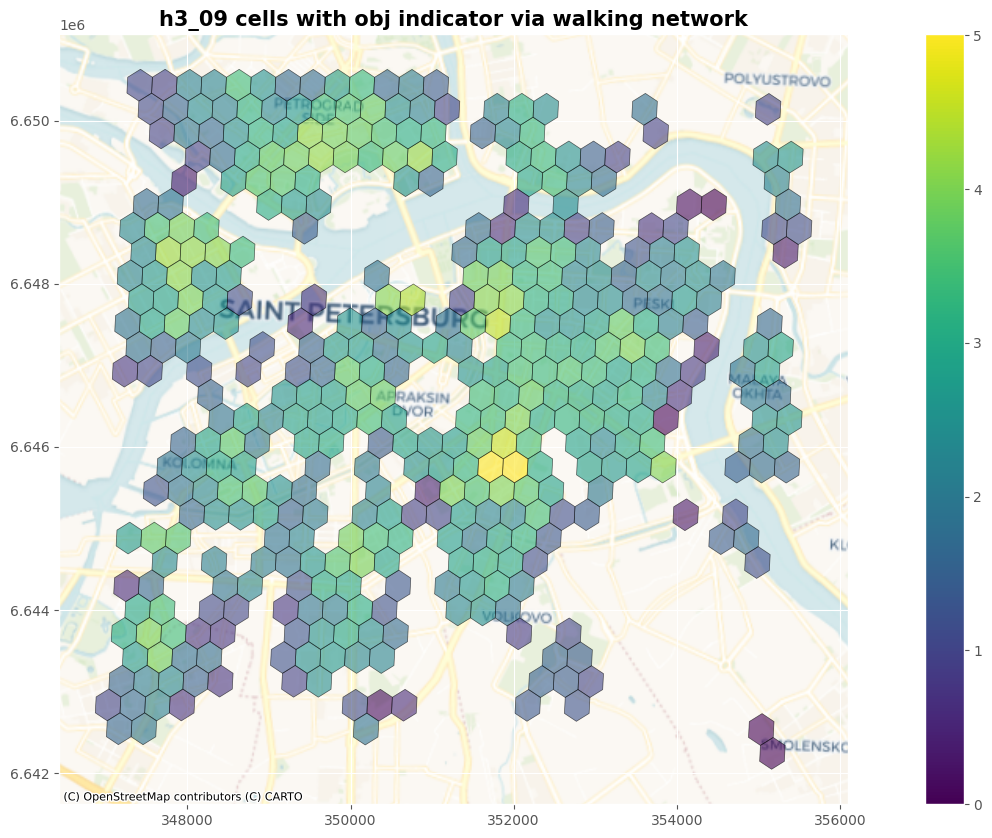 h3_09 cells with obj indicator via walking network
1e6
5
POLYUSTROVO
PETROGRAD
SIDE
6.650
4
6.648
SAINT PETERSBURG
PESKI
3
MALAYA
OKHTA
APRAKSIN
DVOR
6.646
KOLOMNA
2
KL
6.644
VOLKOVO
1
SMOLENSKO
6.642
(C) OpenStreetMap contributors (C) CARTO
0
348000
350000
352000
354000
356000